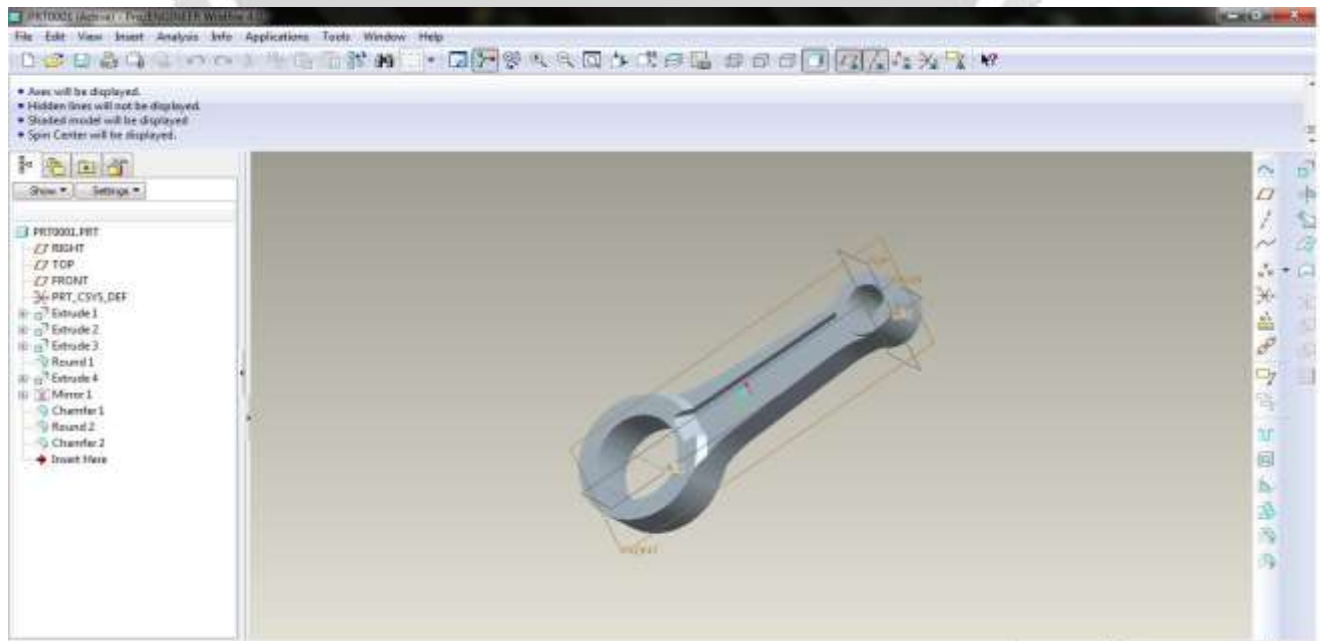 PRT0001 (Active) - Pro/ENGINEER Wildfire 4.0
File Edit View Insert Analysis Info Applications Tools Window Help
• Axes will be displayed.
• Hidden lines will not be displayed.
• Shaded model will be displayed
• Spin Center will be displayed.
Show Settings
PRT0001.PRT
RIGHT
TOP
FRONT
PRT_CSYS_DEF
Extrude 1
Extrude 2
Extrude 3
Round 1
Extrude 4
Mirror 1
Chamfer 1
Round 2
Chamfer 2
Insert Here